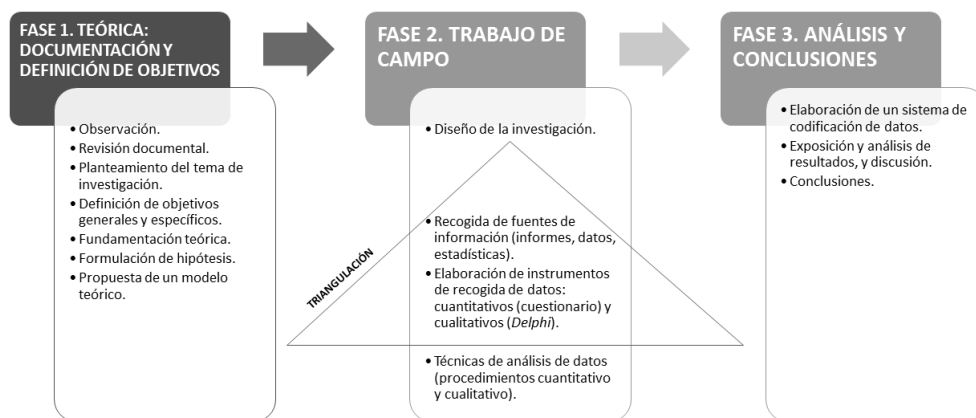 FASE 1. TEÓRICA:
DOCUMENTACIÓN Y
DEFINICIÓN DE OBJETIVOS
• Observación.
• Revisión documental.
• Planteamiento del tema de
investigación.
• Definición de objetivos
generales y específicos.
• Fundamentación teórica.
• Formulación de hipótesis.
• Propuesta de un modelo
teórico.
FASE 2. TRABAJO DE
CAMPO
• Diseño de la investigación.
TRIANGULACIÓN
• Recogida de fuentes de
información (informes, datos,
estadísticas).
• Elaboración de instrumentos
de recogida de datos:
cuantitativos (cuestionario) y
cualitativos (Delphi).
• Técnicas de análisis de datos
(procedimientos cuantitativo
y cualitativo).
FASE 3. ANÁLISIS Y
CONCLUSIONES
• Elaboración de un sistema de
codificación de datos.
• Exposición y análisis de
resultados, y discusión.
• Conclusiones.